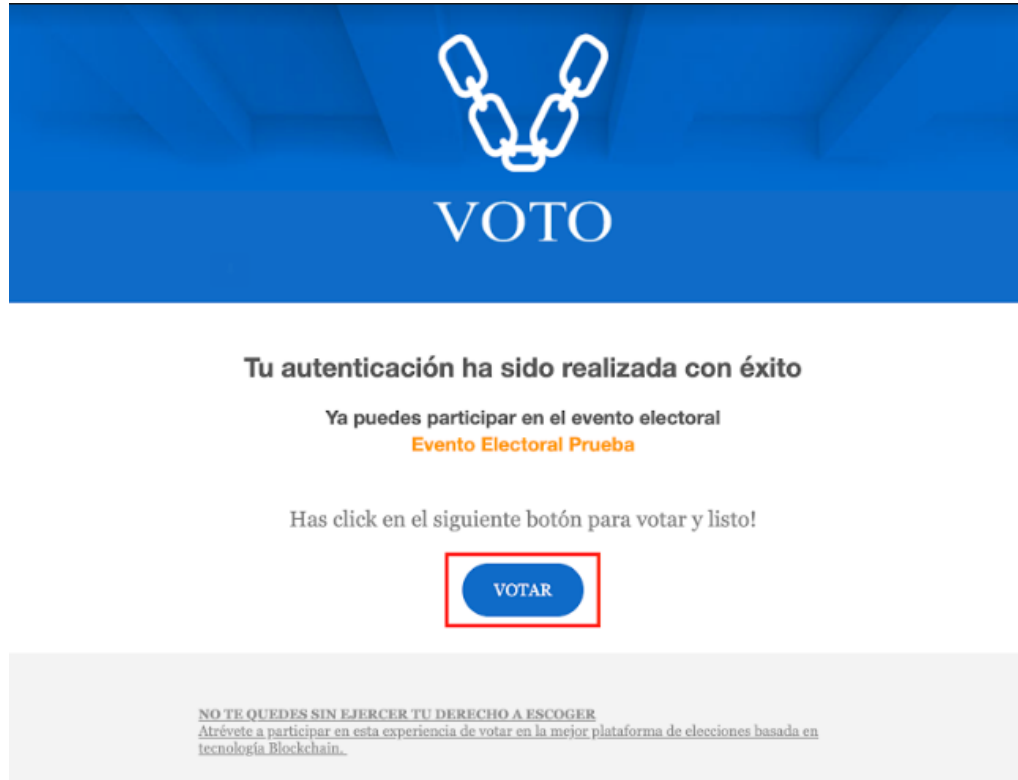 VOTO
Tu autenticación ha sido realizada con éxito
Ya puedes participar en el evento electoral
Evento Electoral Prueba
Has click en el siguiente botón para votar y listo!
VOTAR
NO TE QUEDES SIN EJERCER TU DERECHO A ESCOGER
Atrévete a participar en esta experiencia de votar en la mejor plataforma de elecciones basada en
tecnología Blockchain.